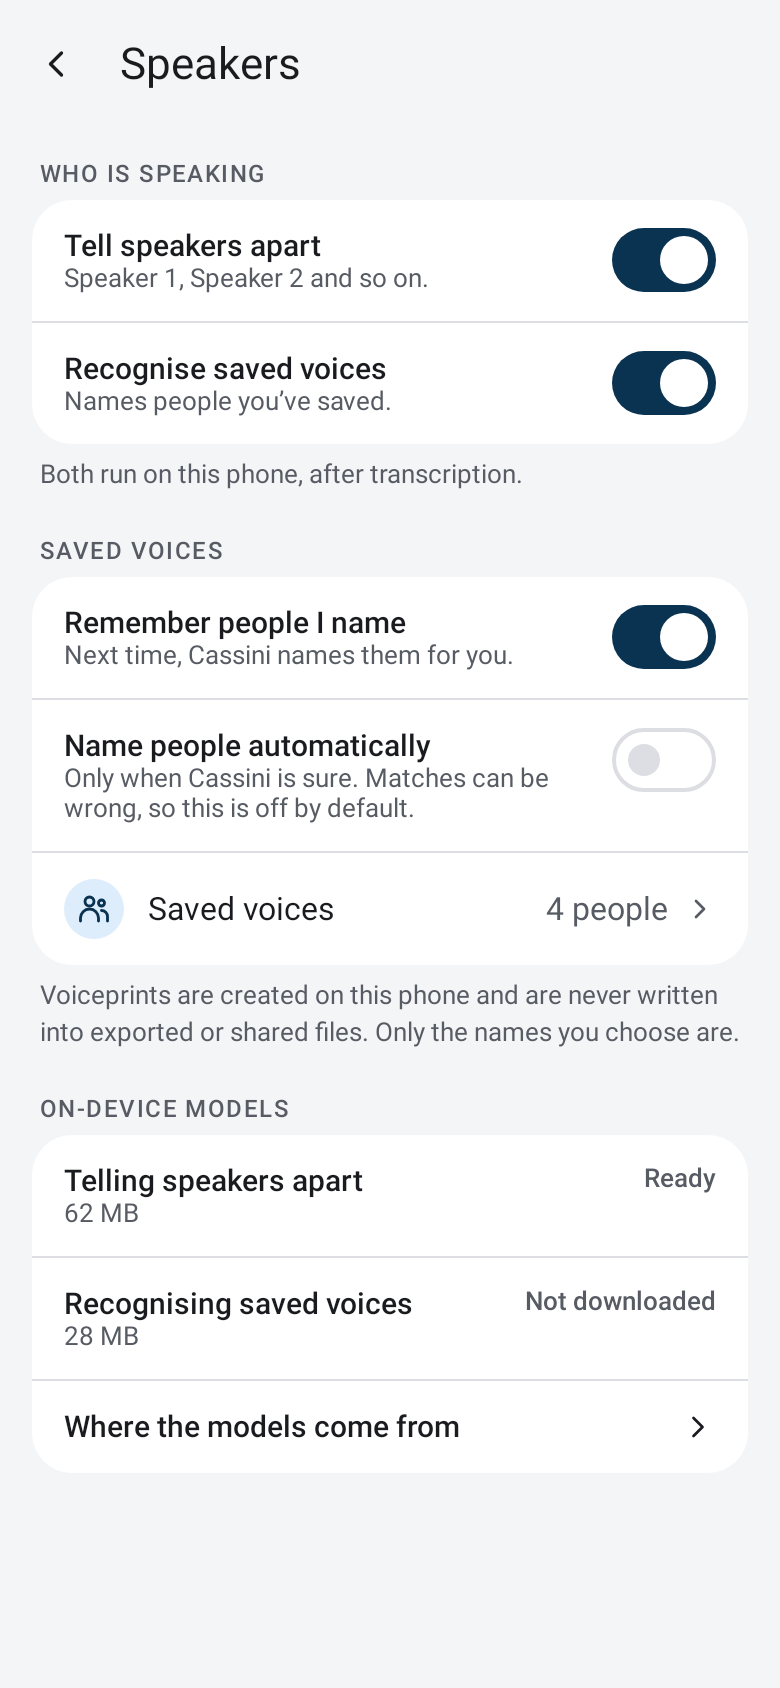 Speakers
WHO IS SPEAKING
Tell speakers apart
Speaker 1, Speaker 2 and so on.
Recognise saved voices
Names people you’ve saved.
Both run on this phone, after transcription.
SAVED VOICES
Remember people I name
Next time, Cassini names them for you.
Name people automatically
Only when Cassini is sure. Matches can be
wrong, so this is off by default.
Saved voices 4 people
Voiceprints are created on this phone and are never written
into exported or shared files. Only the names you choose are.
ON-DEVICE MODELS
Telling speakers apart Ready
62 MB
Recognising saved voices Not downloaded
28 MB
Where the models come from